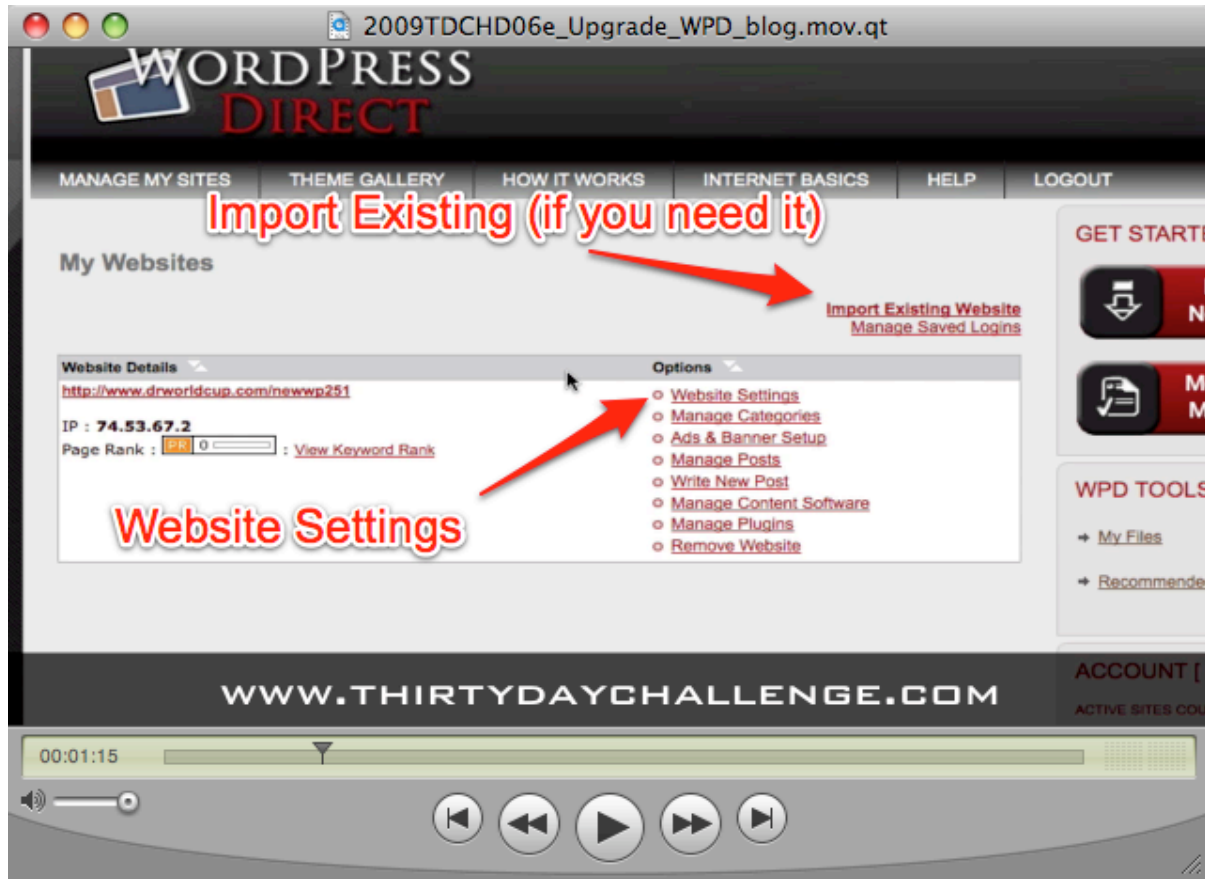 2009TDCHD06e_Upgrade_WPD_blog.mov.qt
WORDPRESS
DIRECT
MANAGE MY SITES THEME GALLERY HOW IT WORKS INTERNET BASICS HELP LOGOUT
Import Existing (if you need it)
My Websites
Import Existing Website
Manage Saved Logins
Website Details Options
http://www.drworldcup.com/newwp251
IP : 74.53.67.2
Page Rank : PR 0 : View Keyword Rank
Website Settings
Manage Categories
Ads & Banner Setup
Manage Posts
Write New Post
Manage Content Software
Manage Plugins
Remove Website
Website Settings
GET STARTE
N
M
M
WPD TOOLS
My Files
Recommende
ACCOUNT [
ACTIVE SITES COU
WWW.THIRTYDAYCHALLENGE.COM
00:01:15